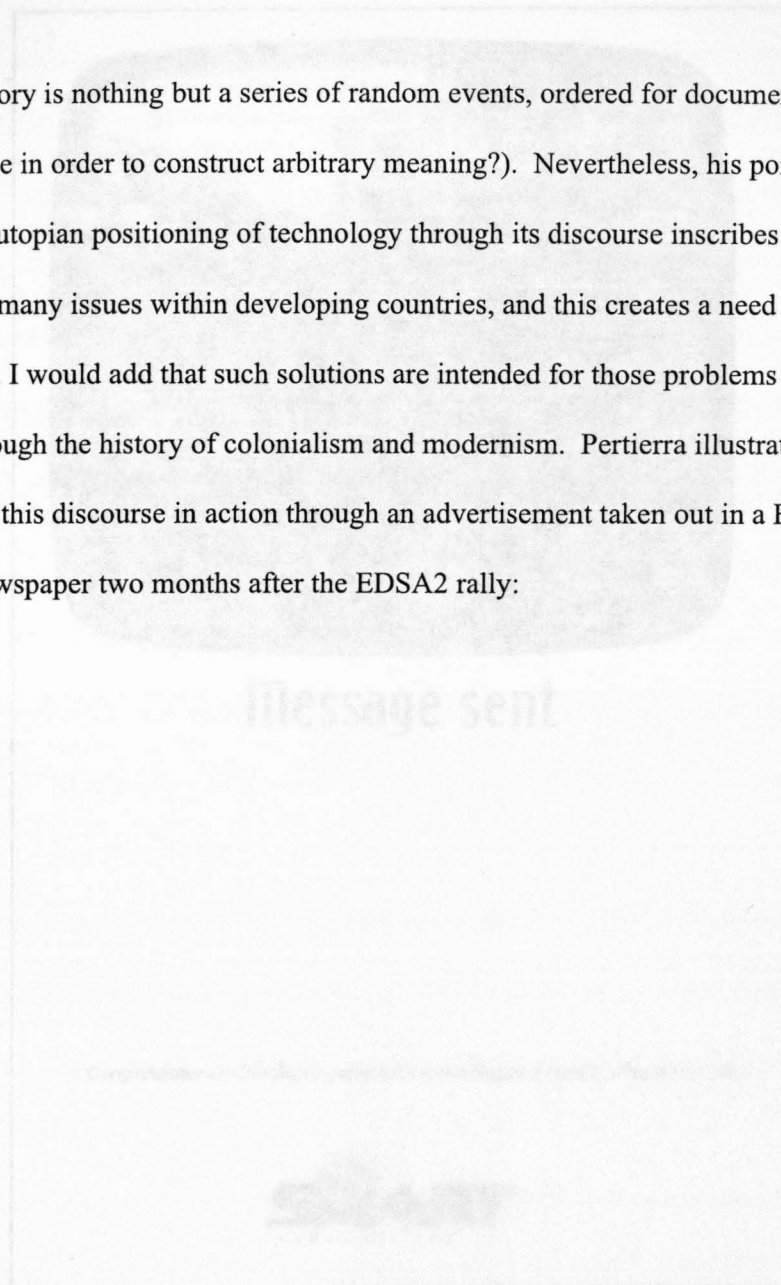 ory is nothing but a series of random events, ordered for docume
e in order to construct arbitrary meaning?). Nevertheless, his po
utopian positioning of technology through its discourse inscribes
many issues within developing countries, and this creates a need
I would add that such solutions are intended for those problems
ugh the history of colonialism and modernism. Pertierra illustrat
this discourse in action through an advertisement taken out in a
wspaper two months after the EDSA2 rally:
Message sent
SMART